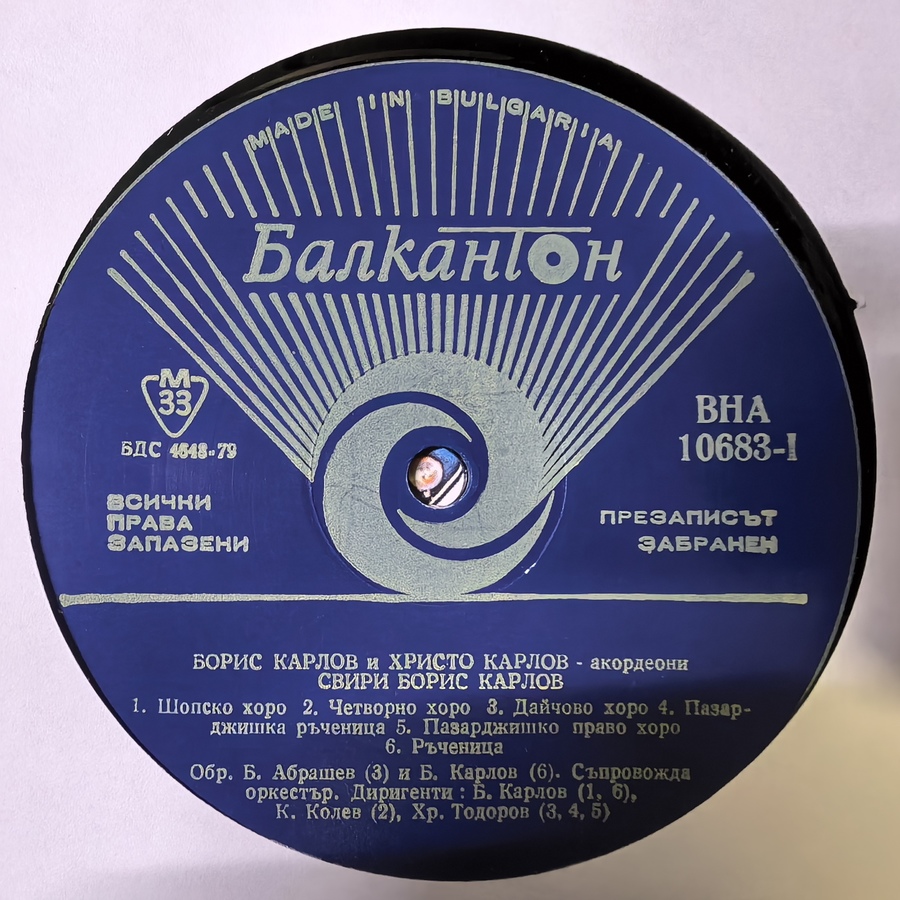 MADE IN BULGARIA
Балкантон
М
33
БДС 4643-79
ВНА
10683-I
ВСИЧКИ
ПРАВА
ЗАПАЗЕНИ
ПРЕЗАПИСЪТ
ЗАБРАНЕН
БОРИС КАРЛОВ и ХРИСТО КАРЛОВ - акордеони
СВИРИ БОРИС КАРЛОВ
1. Шопско хоро 2. Четворно хоро 3. Дайчово хоро 4. Пазар-
джишка ръченица 5. Пазарджишко право хоро
6. Ръченица
Обр. Б. Абрашев (3) и Б. Карлов (6). Съпровожда
оркестър. Диригенти : Б. Карлов (1, 6),
К. Колев (2), Хр. Тодоров (3, 4, 5)